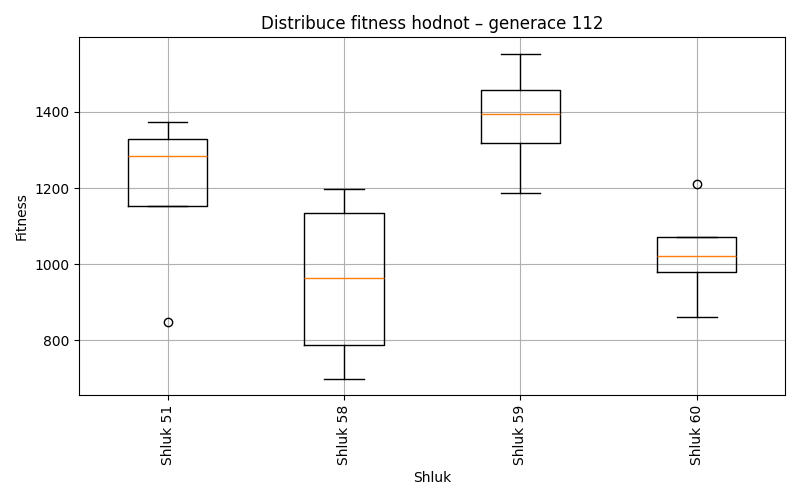 Distribuce fitness hodnot – generace 112
Fitness
1400
1200
1000
800
Shluk 51
Shluk 58
Shluk 59
Shluk 60
Shluk